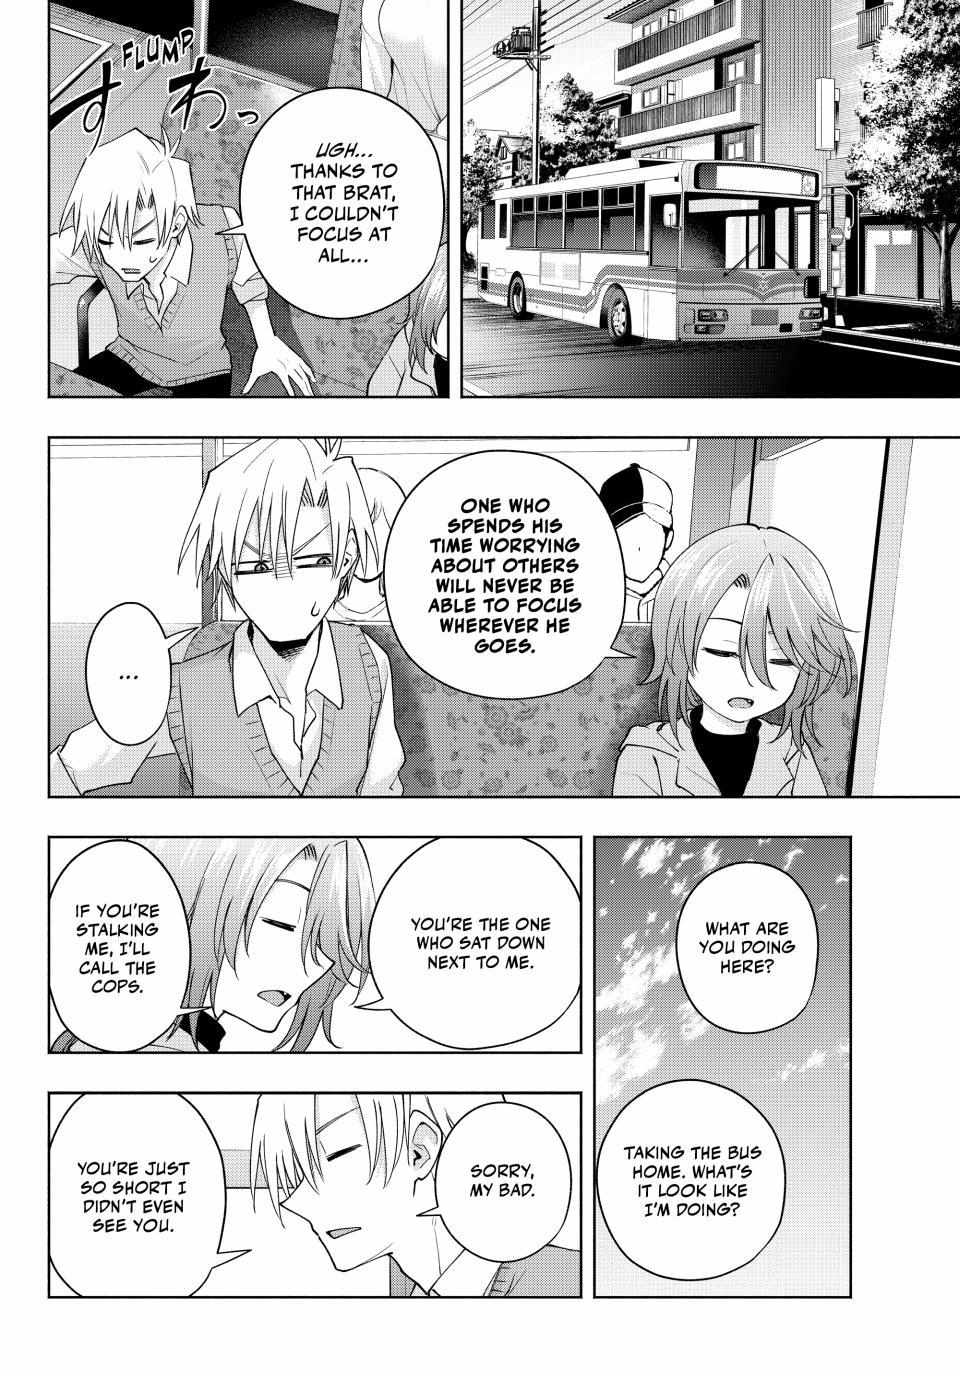 FLUMP
すわっ
UGH...
THANKS TO
THAT BRAT,
I COULDN'T
FOCUS AT
ALL...
ONE WHO
SPENDS HIS
TIME WORRYING
ABOUT OTHERS
WILL NEVER BE
ABLE TO FOCUS
WHEREVER HE
GOES.
...
WHAT ARE
YOU DOING
HERE?
TAKING THE BUS
HOME. WHAT'S
IT LOOK LIKE
I'M DOING?
YOU'RE THE ONE
WHO SAT DOWN
NEXT TO ME.
IF YOU'RE
STALKING
ME, I'LL
CALL THE
COPS.
SORRY,
MY BAD.
YOU'RE JUST
SO SHORT I
DIDN'T EVEN
SEE YOU.